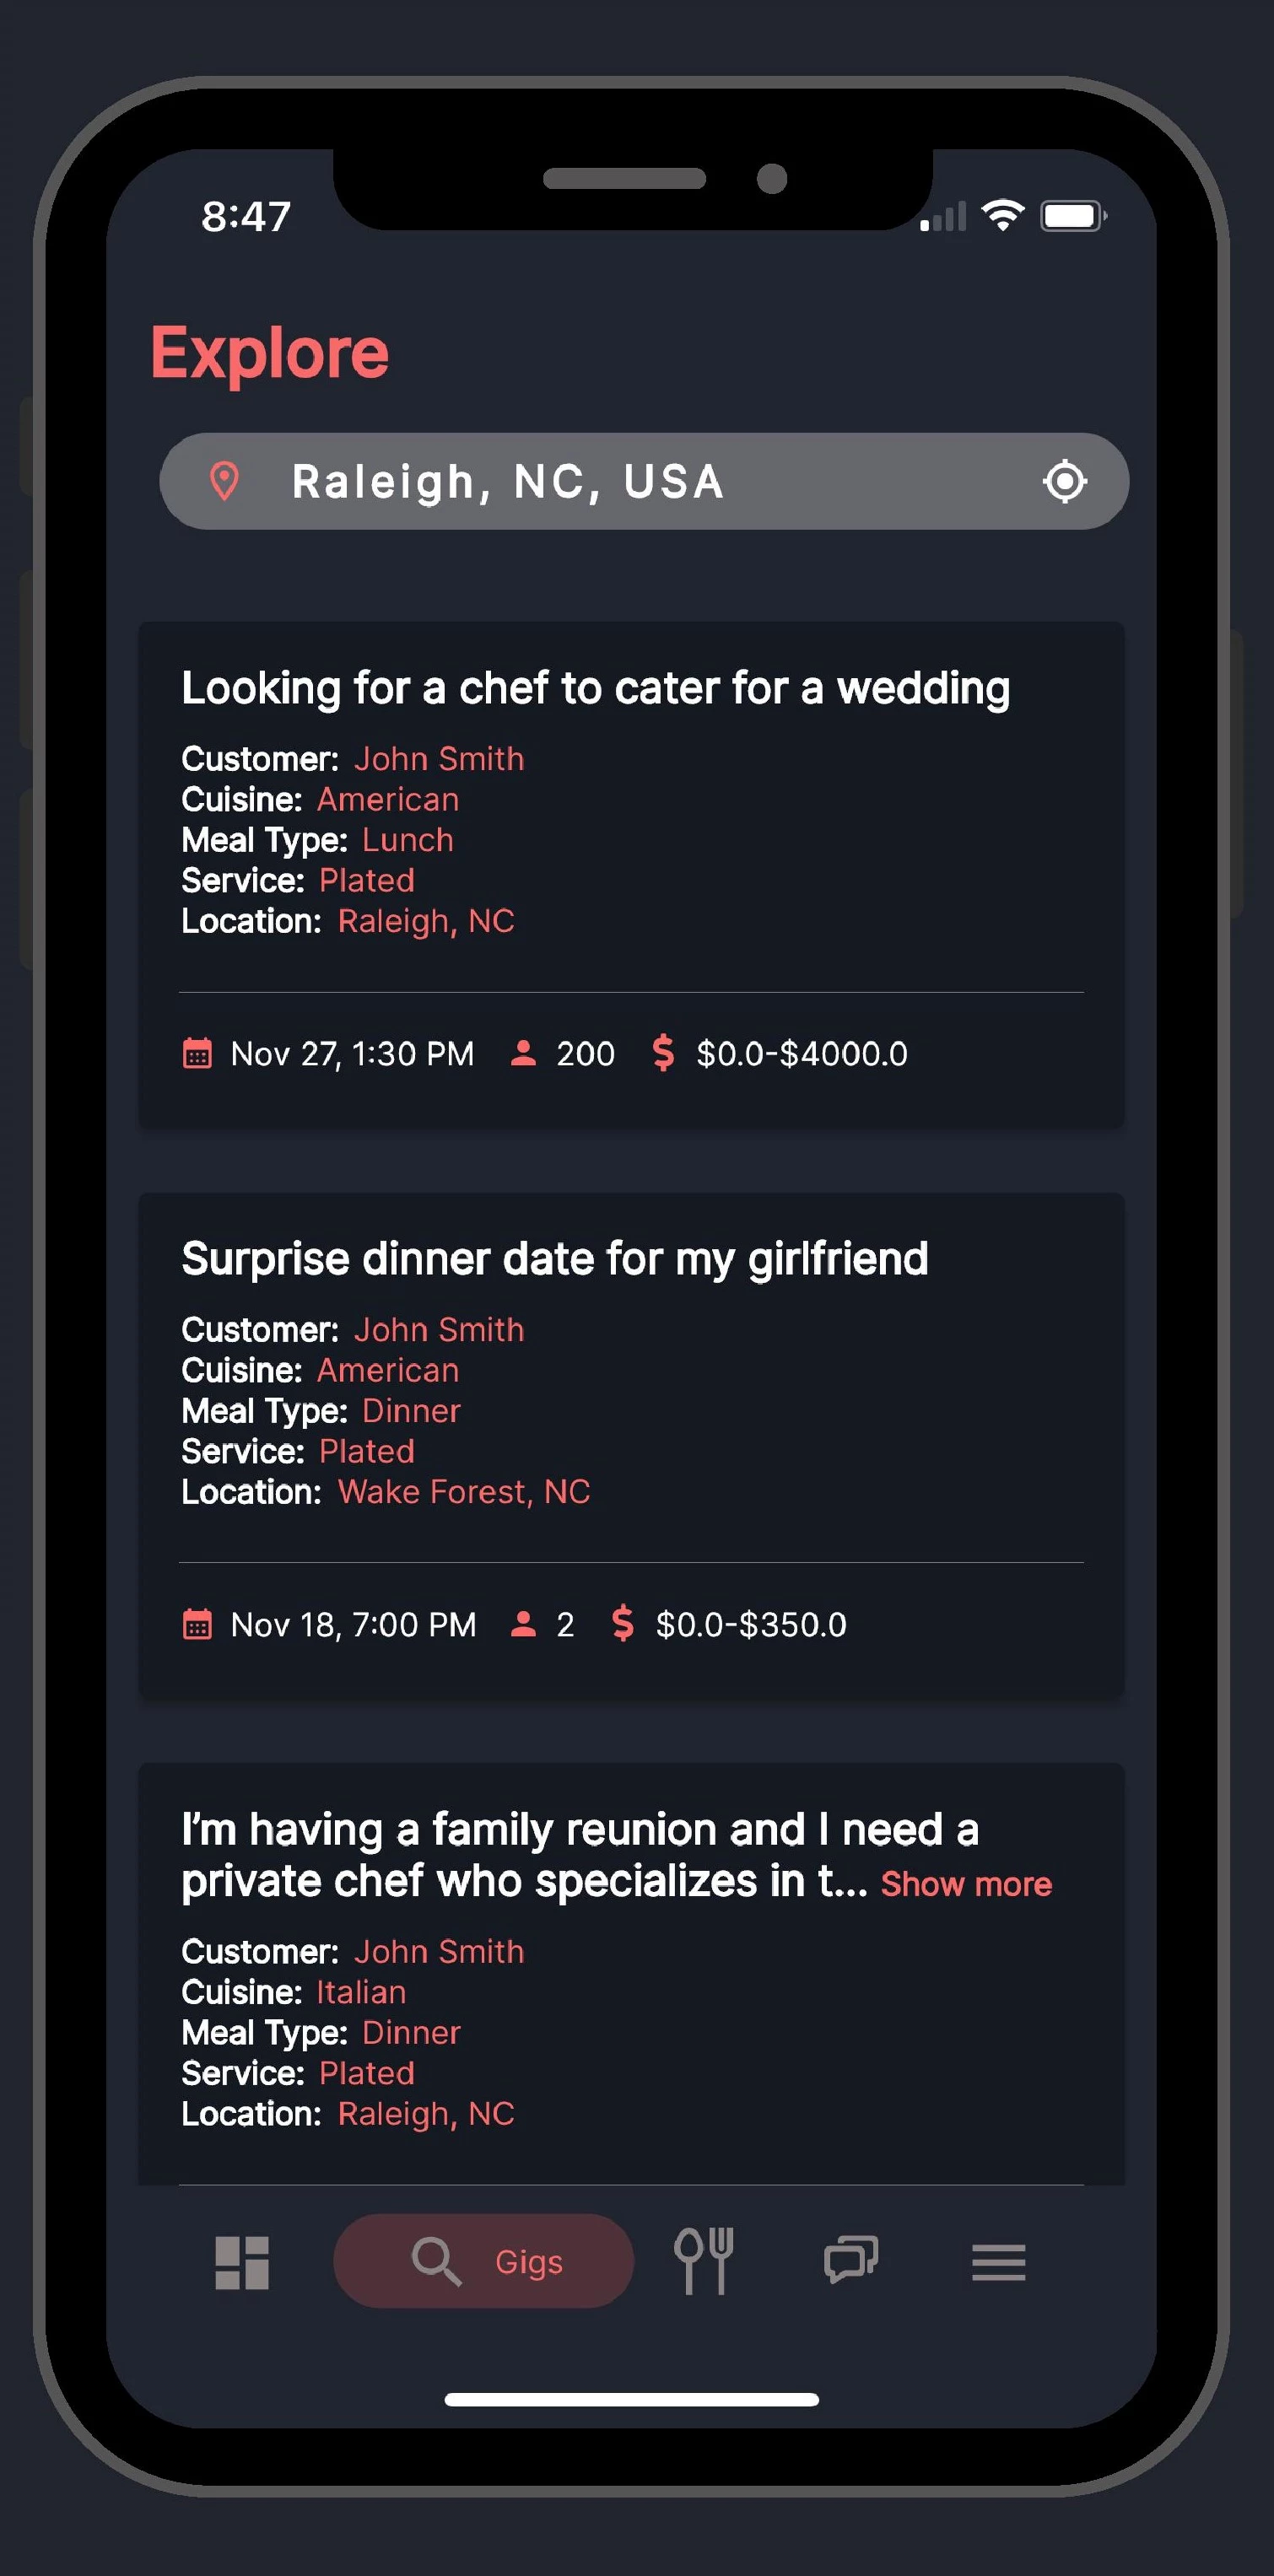 8:47
Explore
Raleigh, NC, USA
Looking for a chef to cater for a wedding
Customer: John Smith
Cuisine: American
Meal Type: Lunch
Service: Plated
Location: Raleigh, NC
Nov 27, 1:30 PM 200 $ $0.0-$4000.0
Surprise dinner date for my girlfriend
Customer: John Smith
Cuisine: American
Meal Type: Dinner
Service: Plated
Location: Wake Forest, NC
Nov 18, 7:00 PM 2 $ $0.0-$350.0
I'm having a family reunion and I need a
private chef who specializes in t... Show more
Customer: John Smith
Cuisine: Italian
Meal Type: Dinner
Service: Plated
Location: Raleigh, NC
Gigs